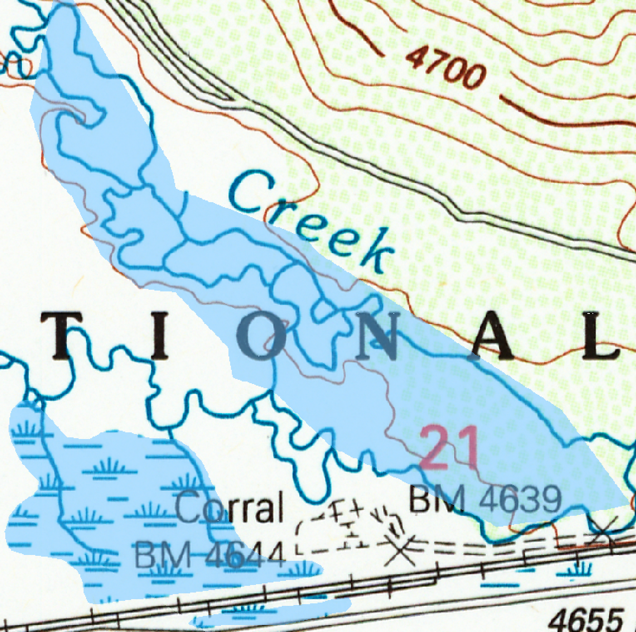 4700
Creek
T I O N A L
21
Corral
BM 4639
BM 4644
4655